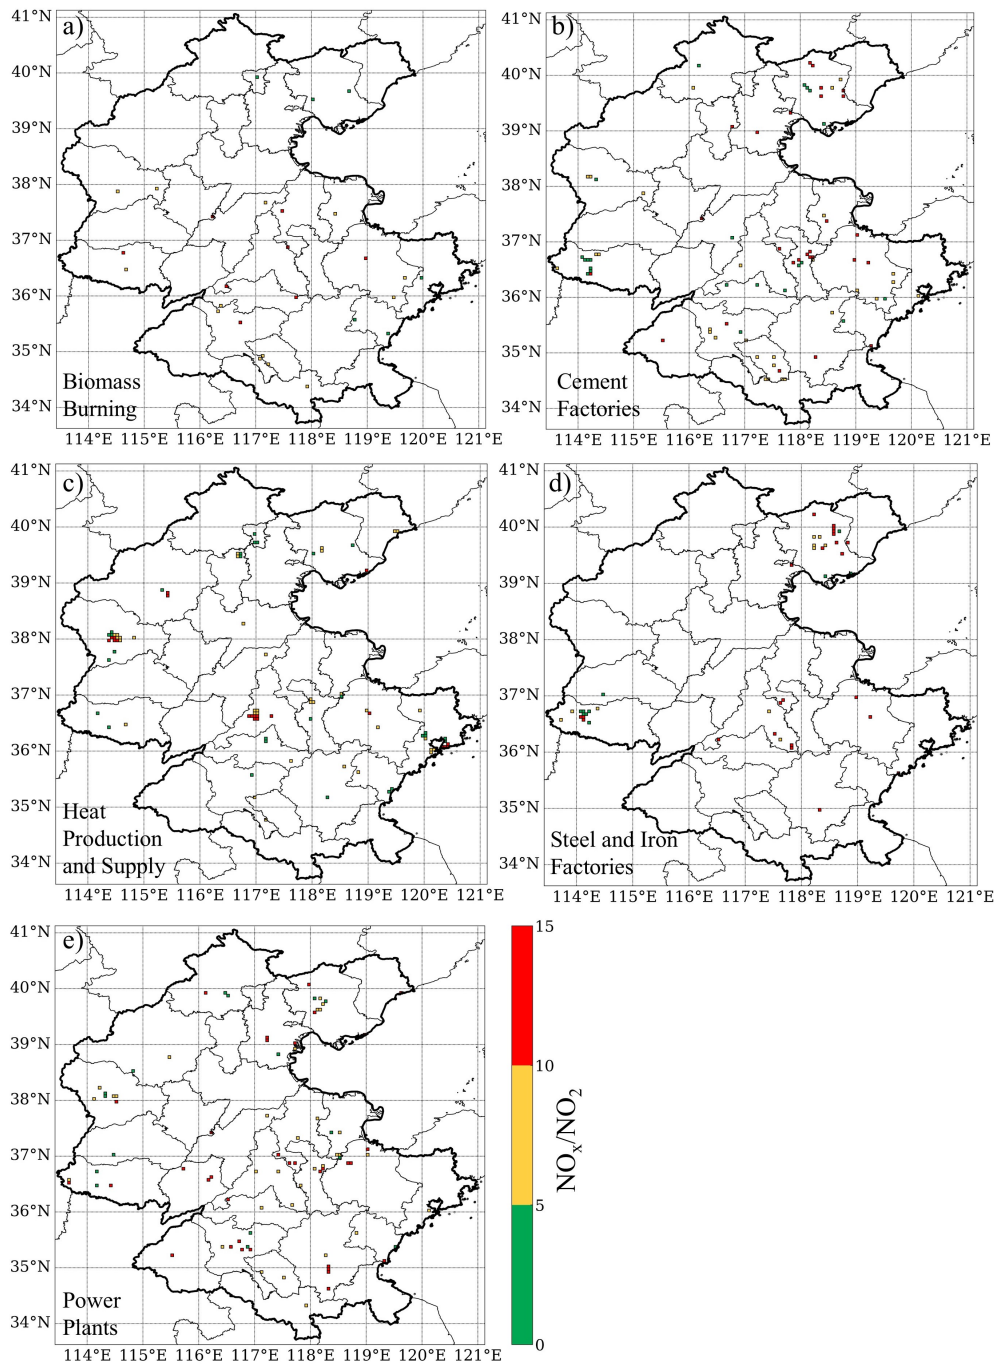 a)
41°N
40°N
39°N
38°N
37°N
36°N
35°N
34°N
Biomass
Burning
114°E 115°E 116°E 117°E 118°E 119°E 120°E 121°E
b)
41°N
40°N
39°N
38°N
37°N
36°N
35°N
34°N
Cement
Factories
114°E 115°E 116°E 117°E 118°E 119°E 120°E 121°E
c)
41°N
40°N
39°N
38°N
37°N
36°N
35°N
34°N
Heat
Production
and Supply
114°E 115°E 116°E 117°E 118°E 119°E 120°E 121°E
d)
41°N
40°N
39°N
38°N
37°N
36°N
35°N
34°N
Steel and Iron
Factories
114°E 115°E 116°E 117°E 118°E 119°E 120°E 121°E
e)
41°N
40°N
39°N
38°N
37°N
36°N
35°N
34°N
Power
Plants
114°E 115°E 116°E 117°E 118°E 119°E 120°E 121°E
15
10
5
0
NOₓ/NO₂